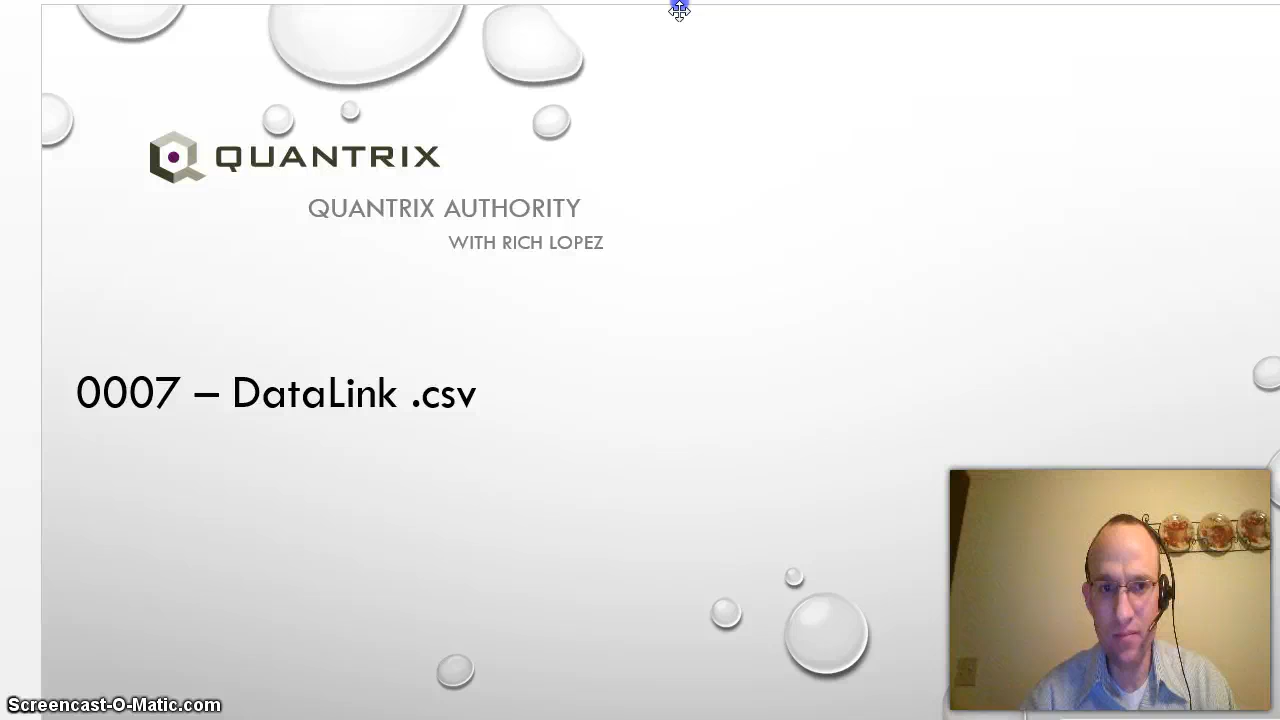 QUANTRIX
QUANTRIX AUTHORITY
WITH RICH LOPEZ
0007 – DataLink .csv
Screencast-O-Matic.com